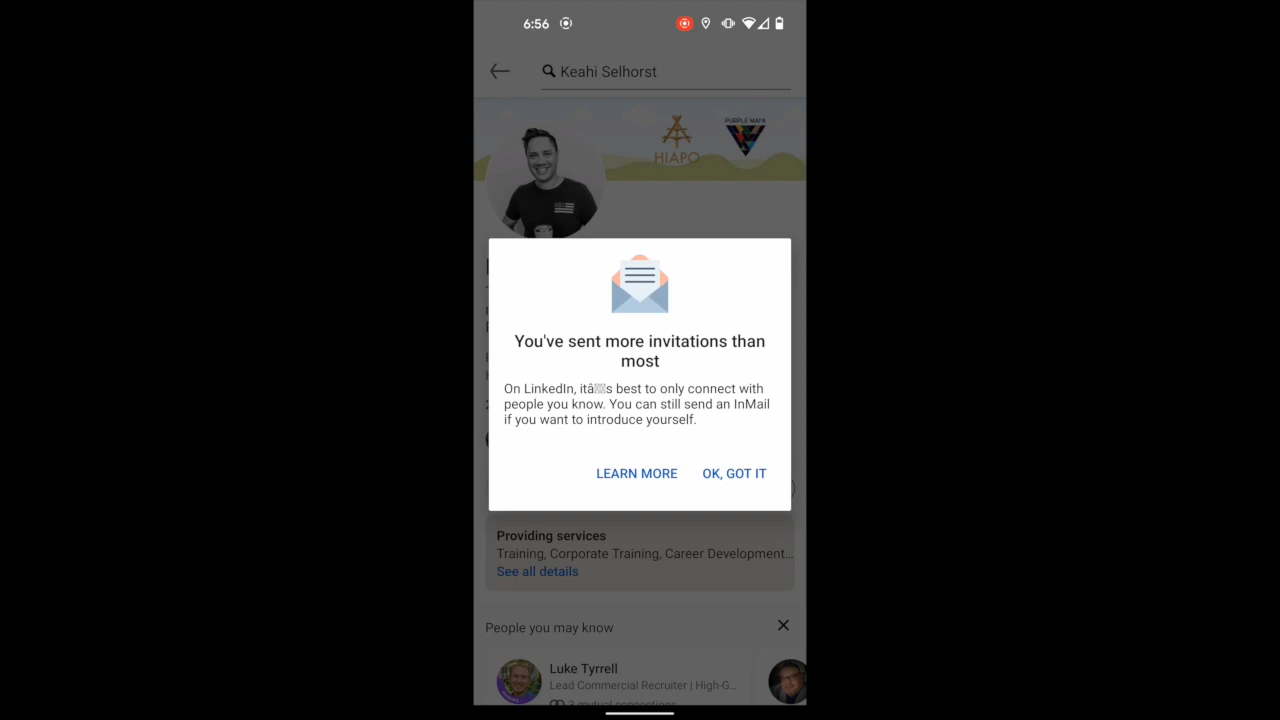 6:56
Keahi Selhorst
HIAPO
PURPLE MAI'A
You've sent more invitations than
most
On LinkedIn, itâs best to only connect with
people you know. You can still send an InMail
if you want to introduce yourself.
LEARN MORE OK, GOT IT
Providing services
Training, Corporate Training, Career Development...
See all details
People you may know
Luke Tyrrell
Lead Commercial Recruiter | High-G...
3 mutual connections